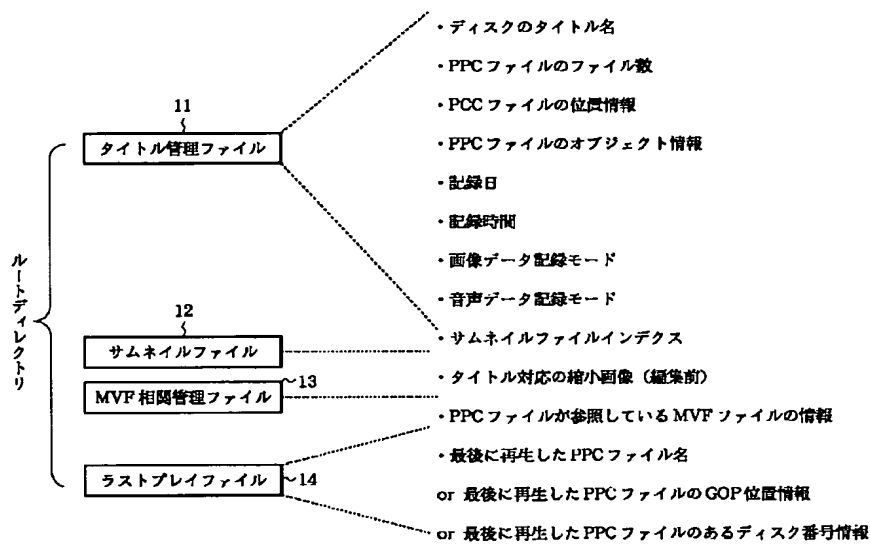 ・ディスクのタイトル名
・PPCファイルのファイル数
・PCCファイルの位置情報
・PPCファイルのオブジェクト情報
・記録日
・記録時間
・画像データ記録モード
・音声データ記録モード
・サムネイルファイルインデクス
・タイトル対応の縮小画像（編集前）
・PPCファイルが参照しているMVFファイルの情報
・最後に再生したPPCファイル名
or 最後に再生したPPCファイルのGOP位置情報
or 最後に再生したPPCファイルのあるディスク番号情報
ルートディレクトリ
11
タイトル管理ファイル
12
サムネイルファイル
13
MVF相関管理ファイル
ラストプレイファイル
14